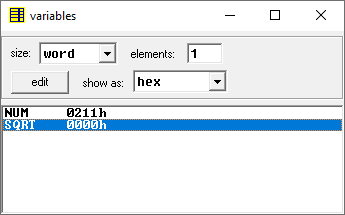 variables
size: word elements: 1
edit show as: hex
NUM 0211h
SQRT 0000h